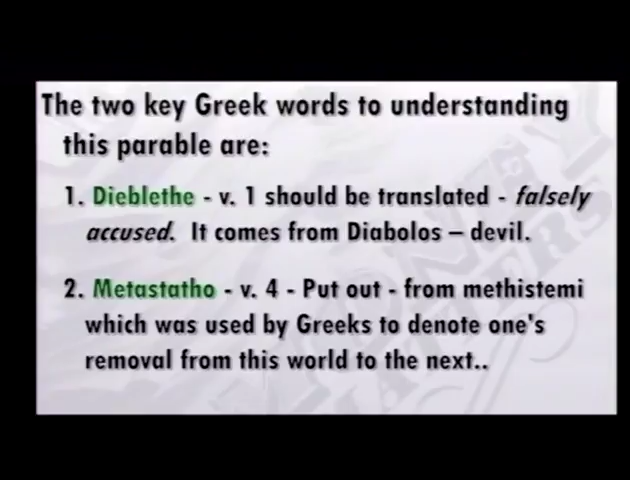 The two key Greek words to understanding
this parable are:
1. Dieblethe - v. 1 should be translated - falsely
accused. It comes from Diabolos – devil.
2. Metastatho - v. 4 - Put out - from methistemi
which was used by Greeks to denote one's
removal from this world to the next..
MONEY
MATTERS